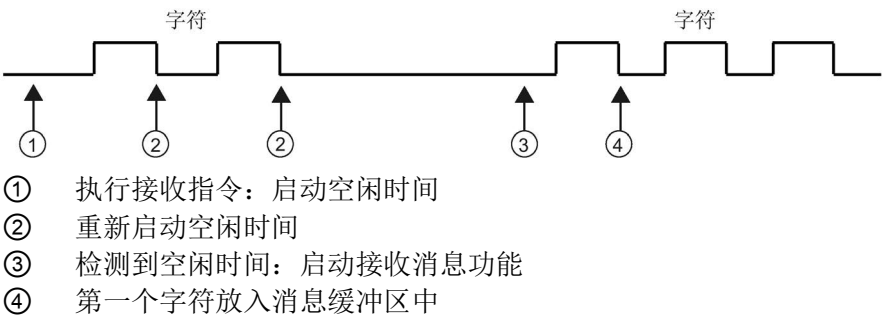 字符 字符
① ② ② ③ ④
① 执行接收指令：启动空闲时间
② 重新启动空闲时间
③ 检测到空闲时间：启动接收消息功能
④ 第一个字符放入消息缓冲区中